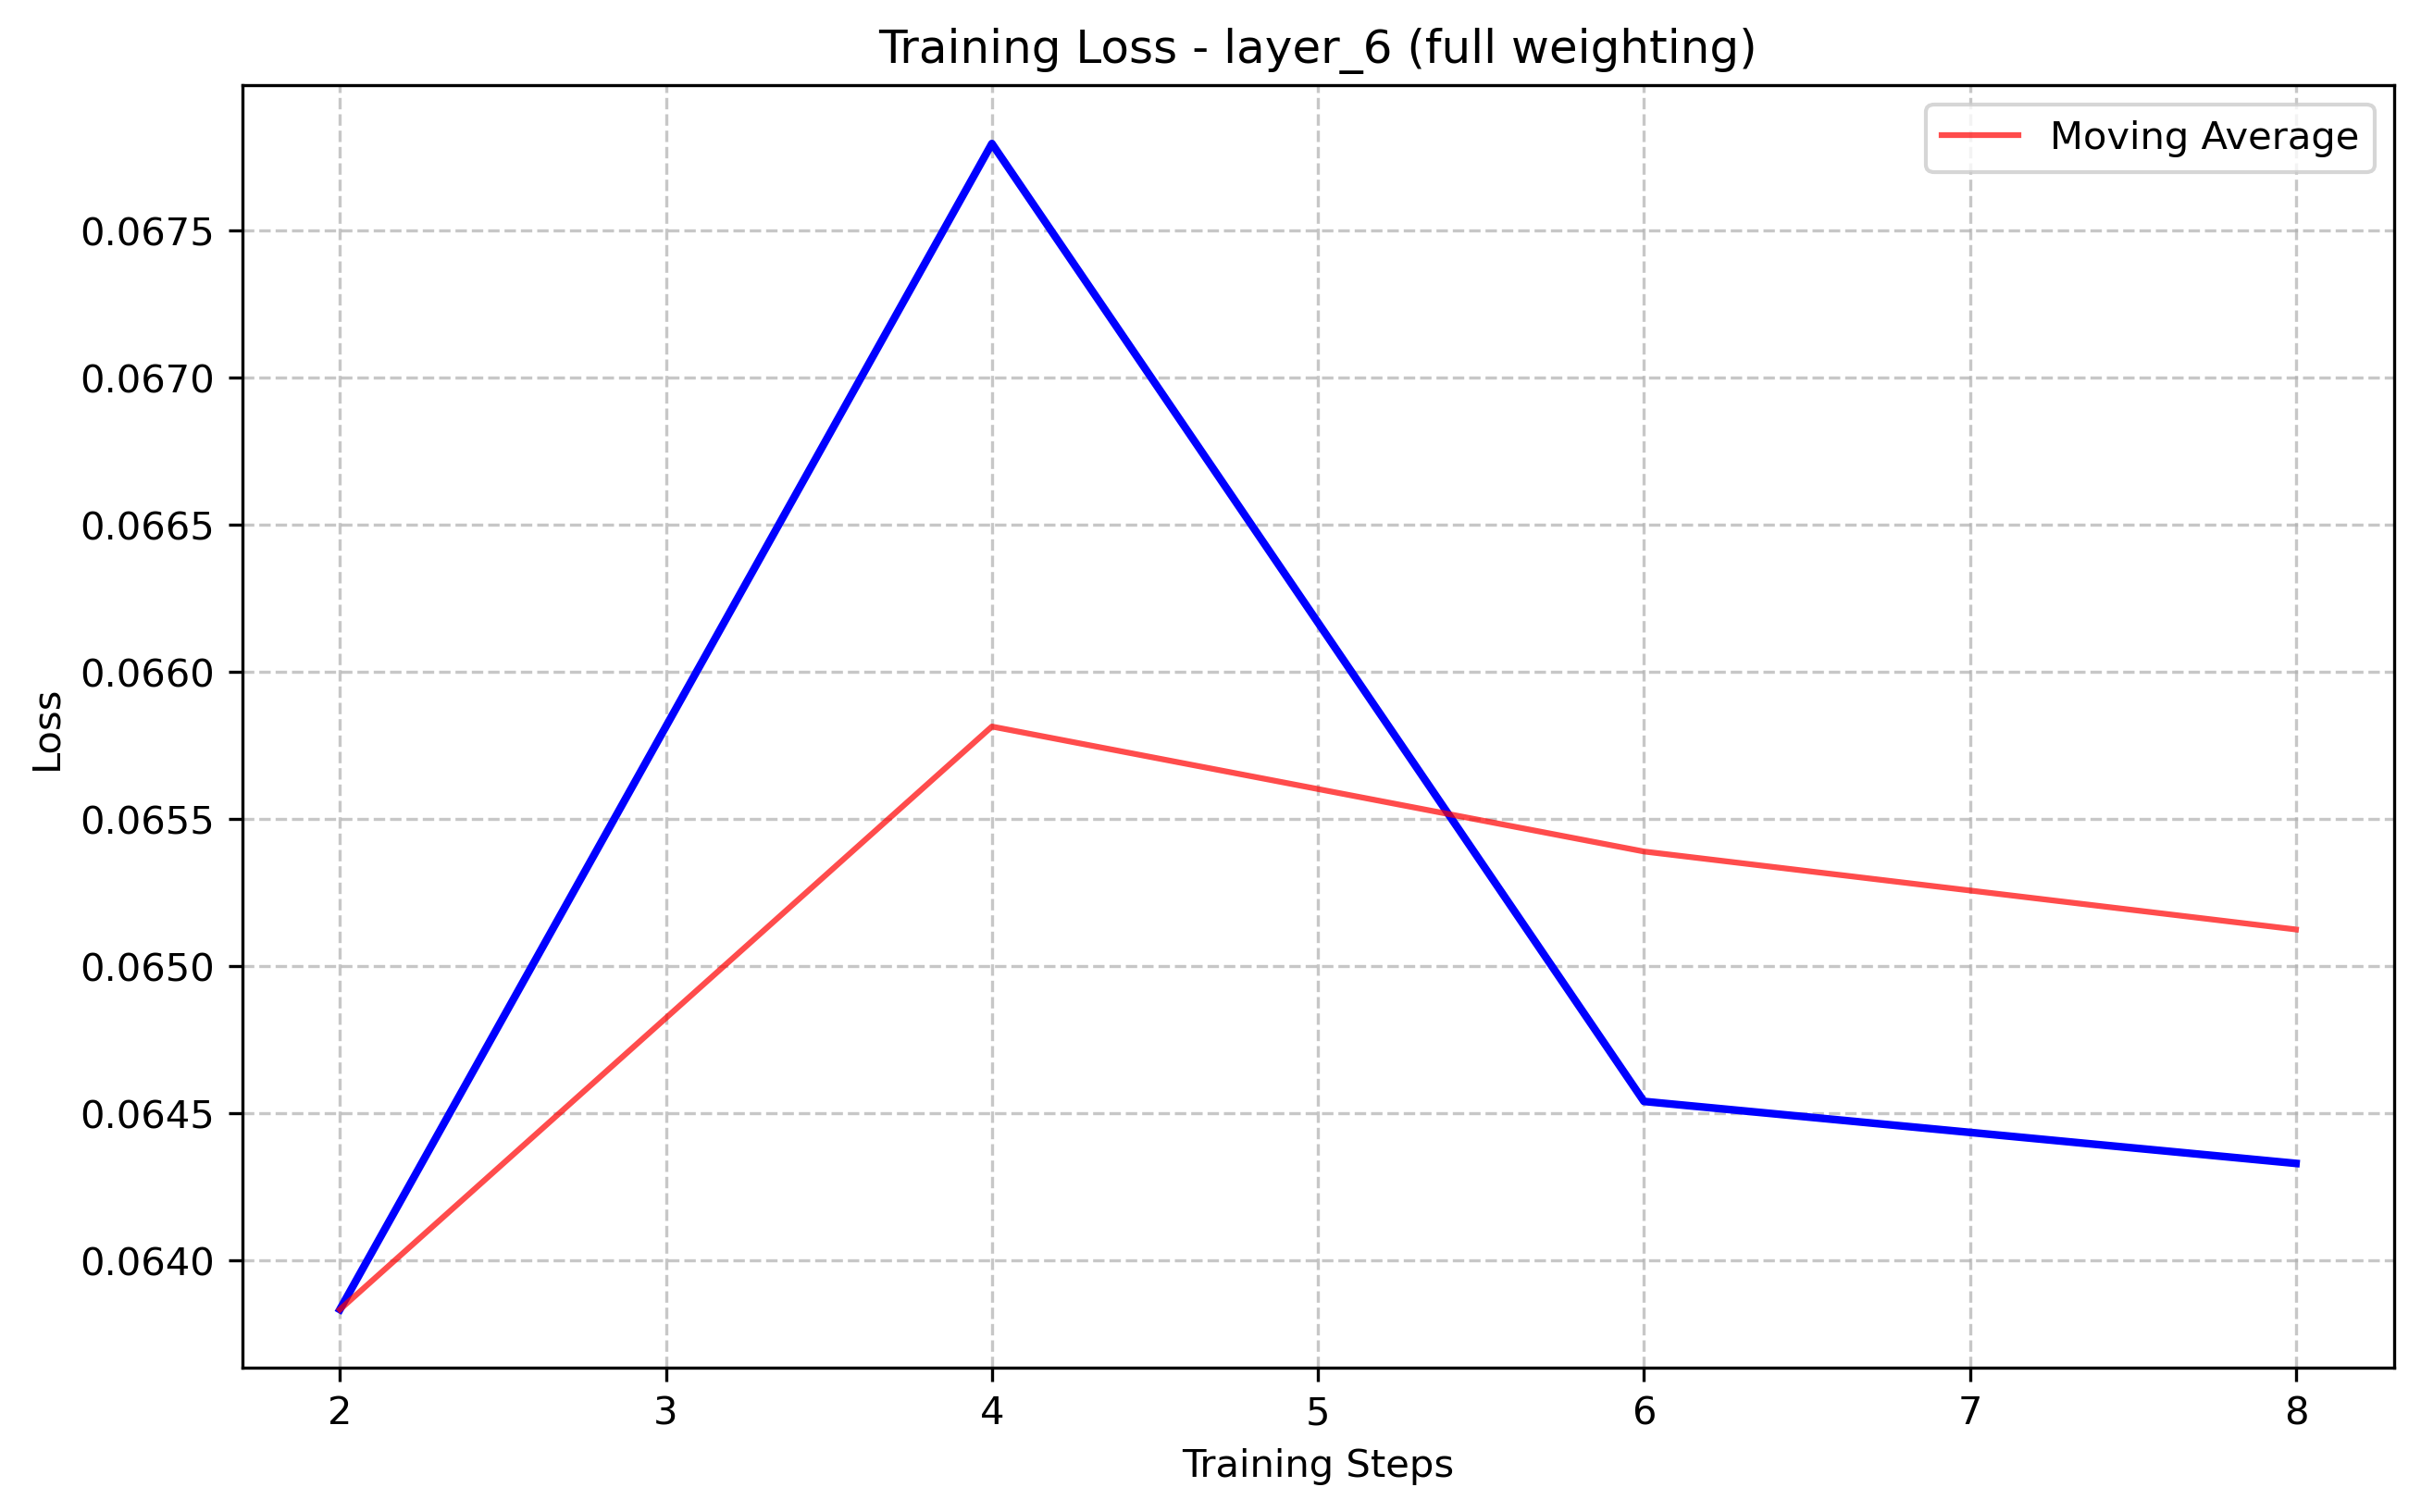 Training Loss - layer_6 (full weighting)
Moving Average
0.0675
0.0670
0.0665
0.0660
0.0655
0.0650
0.0645
0.0640
Loss
2 3 4 5 6 7 8
Training Steps